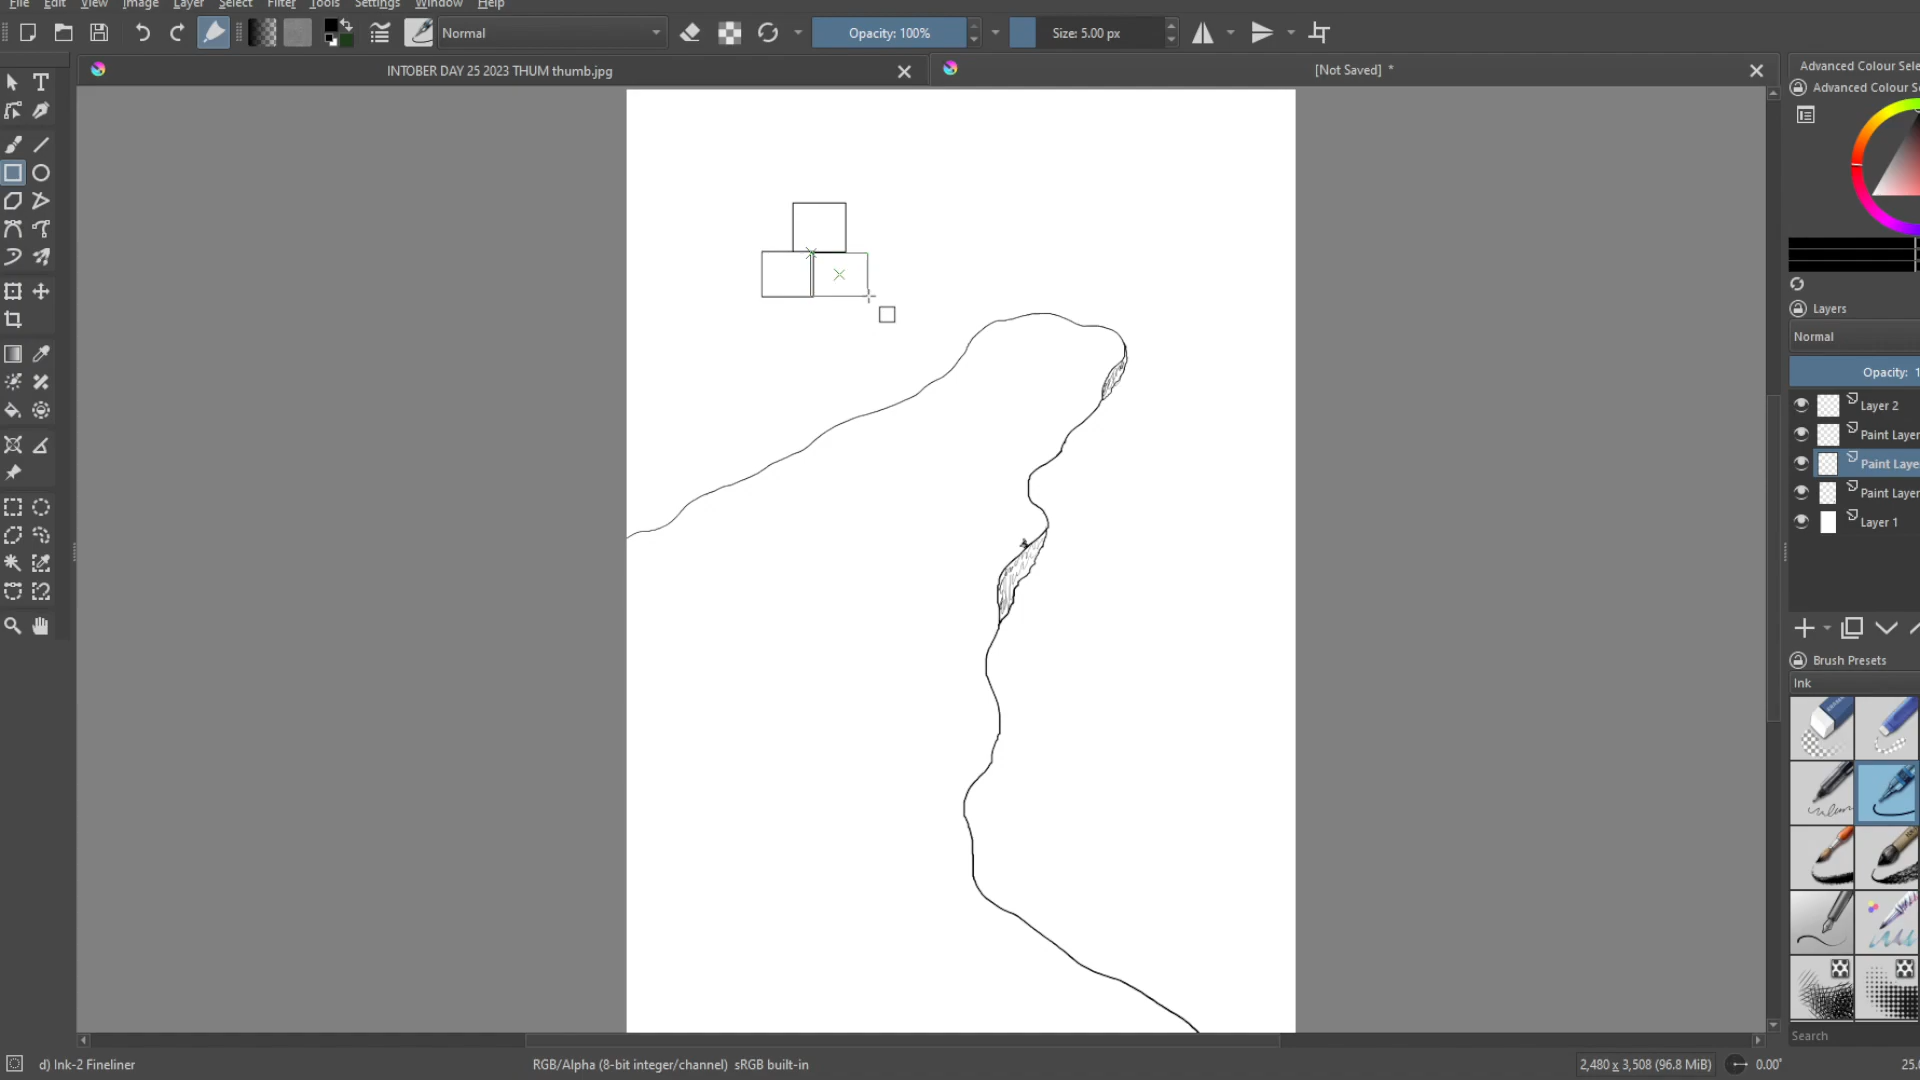 File Edit View Image Layer Select Filter Tools Settings Window Help
Normal
Opacity: 100%
Size: 5.00 px
INTOBER DAY 25 2023 THUM thumb.jpg
[Not Saved] *
Advanced Colour Sele
Advanced Colour Se
Layers
Normal
Opacity: 1
Layer 2
Paint Layer
Paint Laye
Paint Layer
Layer 1
Brush Presets
Ink
Search
d) Ink-2 Fineliner
RGB/Alpha (8-bit integer/channel) sRGB built-in
2,480 x 3,508 (96.8 MiB)
0.00°
25.